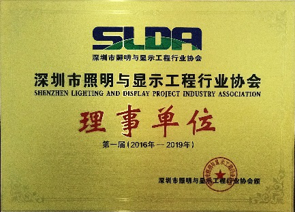 SLDA
深圳市照明与显示工程行业协会
深圳市照明与显示工程行业协会
SHENZHEN LIGHTING AND DISPLAY PROJECT INDUSTRY ASSOCIATION
理事单位
第一届(2016年—2019年)
深圳市照明与显示工程行业协会颁